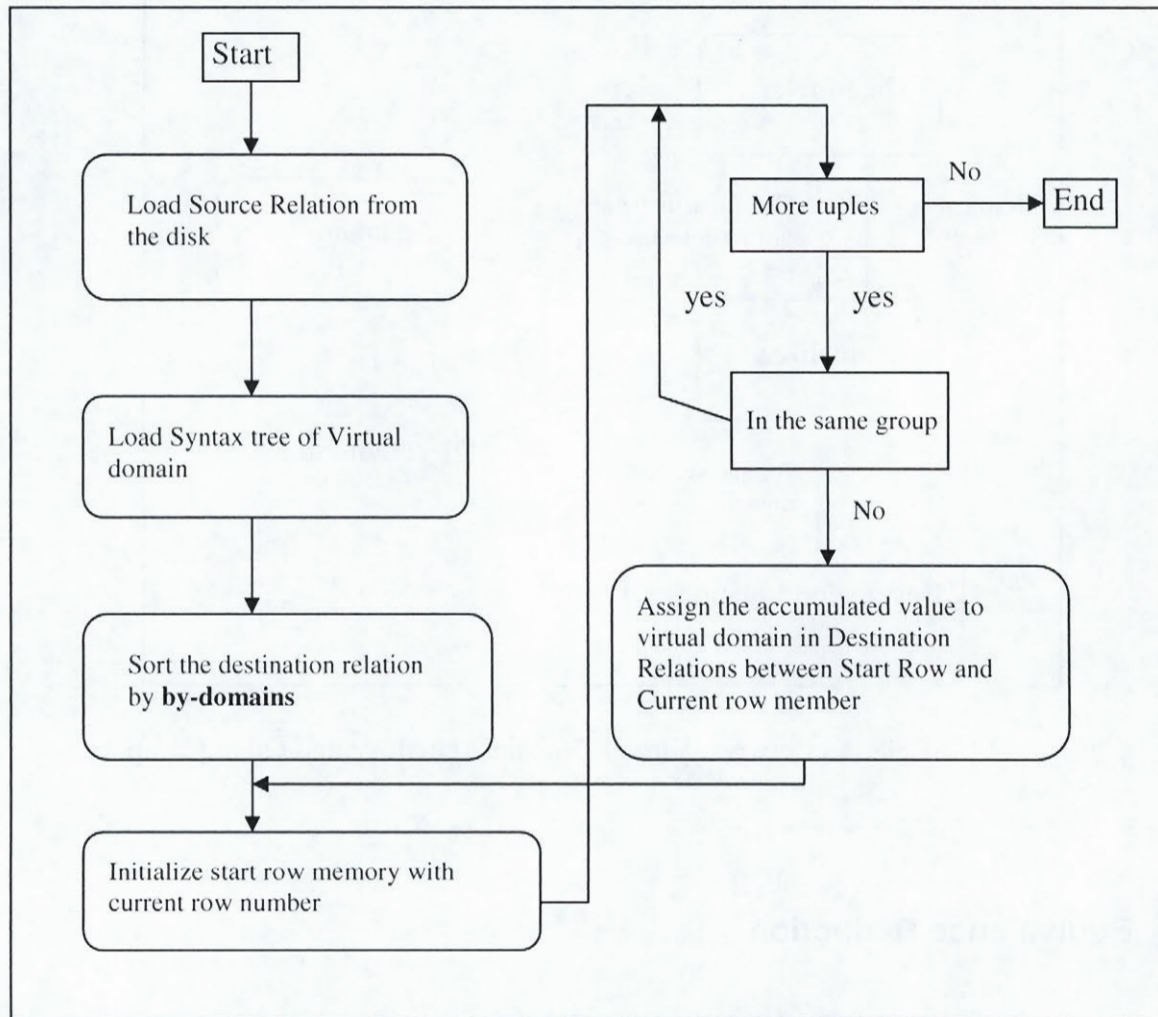 Start
Load Source Relation from
the disk
Load Syntax tree of Virtual
domain
Sort the destination relation
by by-domains
Initialize start row memory with
current row number
More tuples
No
End
yes
yes
In the same group
No
Assign the accumulated value to
virtual domain in Destination
Relations between Start Row and
Current row member